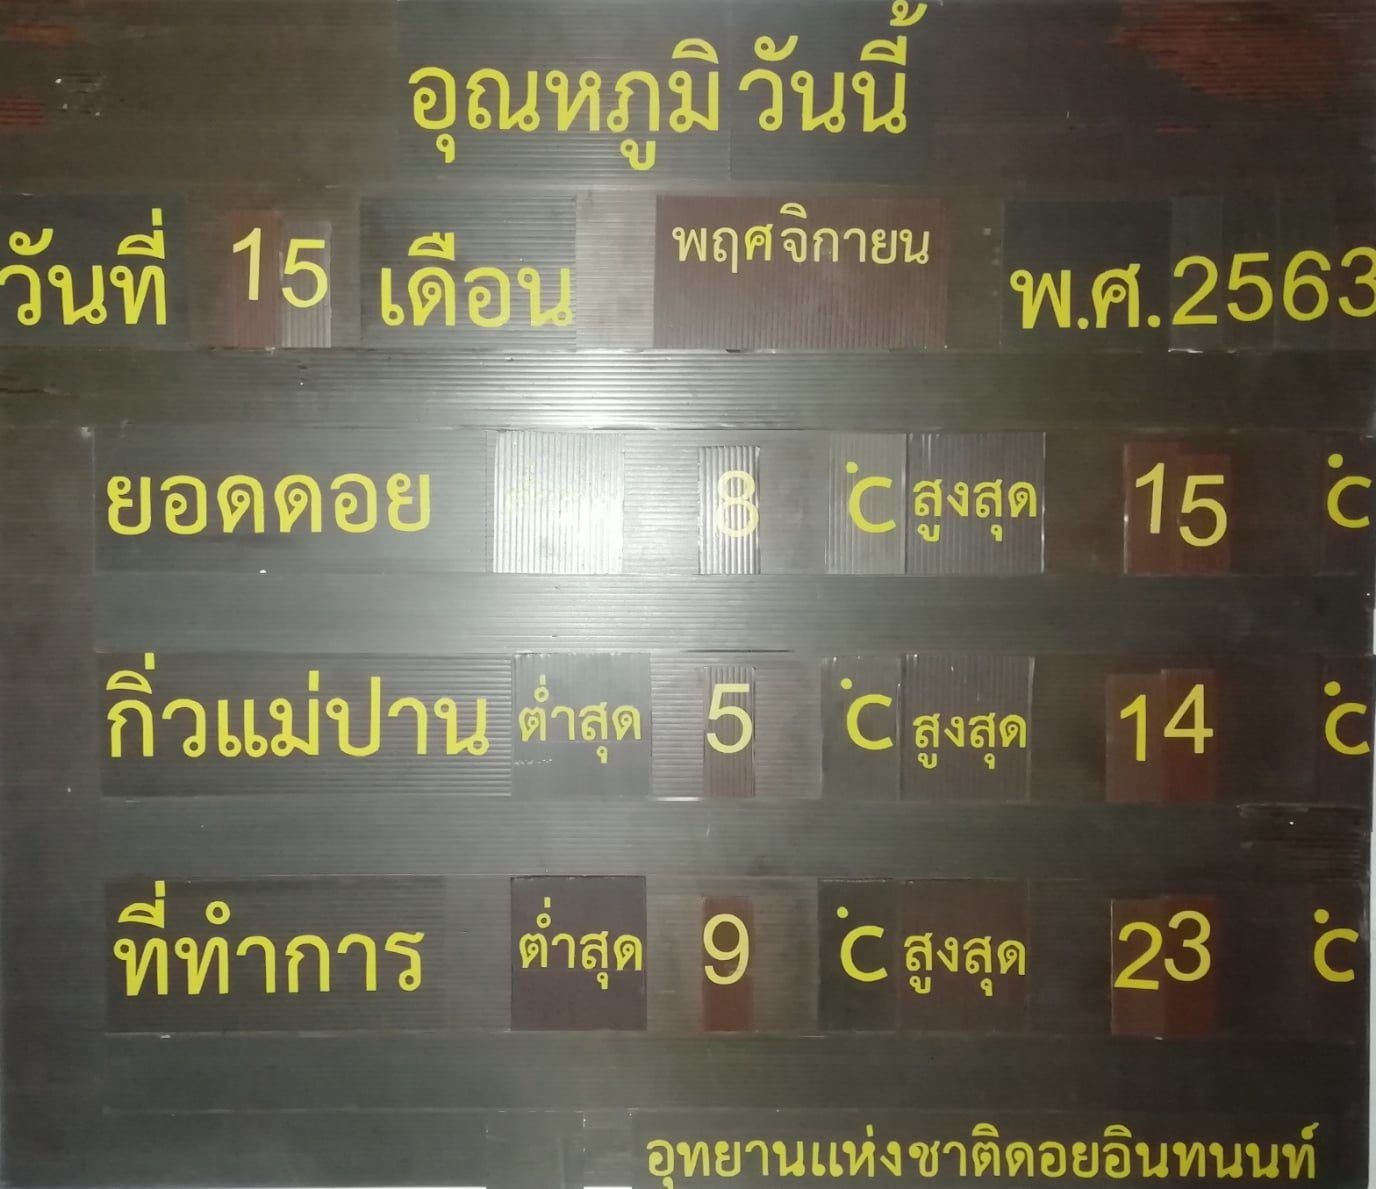 อุณหภูมิวันนี้
วันที่ 15 เดือน พฤศจิกายน พ.ศ.2563
ยอดดอย 8 °C สูงสุด 15 °C
กิ่วแม่ปาน ต่ำสุด 5 °C สูงสุด 14 °C
ที่ทำการ ต่ำสุด 9 °C สูงสุด 23 °C
อุทยานแห่งชาติดอยอินทนนท์